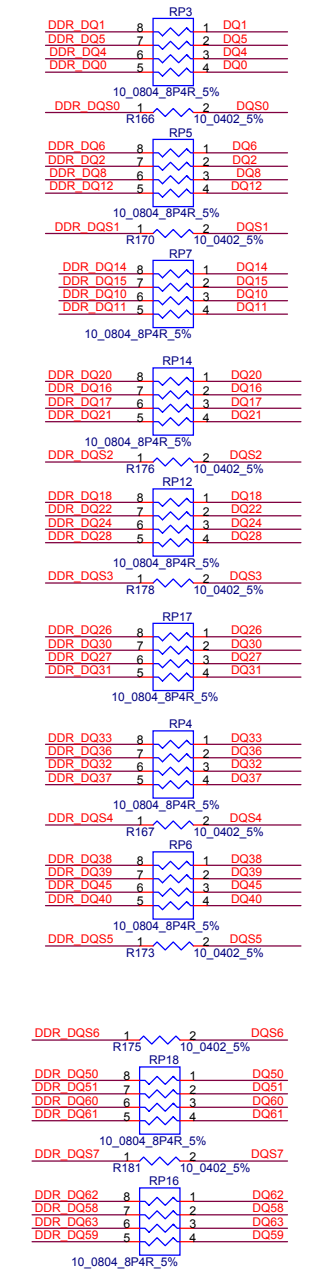 RP3
DDR_DQ1 8 1 DQ1
DDR_DQ5 7 2 DQ5
DDR_DQ4 6 3 DQ4
DDR_DQ0 5 4 DQ0
10_0804_8P4R_5%
DDR_DQS0 1 2 DQS0
R166 10_0402_5%
RP5
DDR_DQ6 8 1 DQ6
DDR_DQ2 7 2 DQ2
DDR_DQ8 6 3 DQ8
DDR_DQ12 5 4 DQ12
10_0804_8P4R_5%
DDR_DQS1 1 2 DQS1
R170 10_0402_5%
RP7
DDR_DQ14 8 1 DQ14
DDR_DQ15 7 2 DQ15
DDR_DQ10 6 3 DQ10
DDR_DQ11 5 4 DQ11
10_0804_8P4R_5%
RP14
DDR_DQ20 8 1 DQ20
DDR_DQ16 7 2 DQ16
DDR_DQ17 6 3 DQ17
DDR_DQ21 5 4 DQ21
10_0804_8P4R_5%
DDR_DQS2 1 2 DQS2
R176 10_0402_5%
RP12
DDR_DQ18 8 1 DQ18
DDR_DQ22 7 2 DQ22
DDR_DQ24 6 3 DQ24
DDR_DQ28 5 4 DQ28
10_0804_8P4R_5%
DDR_DQS3 1 2 DQS3
R178 10_0402_5%
RP17
DDR_DQ26 8 1 DQ26
DDR_DQ30 7 2 DQ30
DDR_DQ27 6 3 DQ27
DDR_DQ31 5 4 DQ31
10_0804_8P4R_5%
RP4
DDR_DQ33 8 1 DQ33
DDR_DQ36 7 2 DQ36
DDR_DQ32 6 3 DQ32
DDR_DQ37 5 4 DQ37
10_0804_8P4R_5%
DDR_DQS4 1 2 DQS4
R167 10_0402_5%
RP6
DDR_DQ38 8 1 DQ38
DDR_DQ39 7 2 DQ39
DDR_DQ45 6 3 DQ45
DDR_DQ40 5 4 DQ40
10_0804_8P4R_5%
DDR_DQS5 1 2 DQS5
R173 10_0402_5%
DDR_DQS6 1 2 DQS6
R175 10_0402_5%
RP18
DDR_DQ50 8 1 DQ50
DDR_DQ51 7 2 DQ51
DDR_DQ60 6 3 DQ60
DDR_DQ61 5 4 DQ61
10_0804_8P4R_5%
DDR_DQS7 1 2 DQS7
R181 10_0402_5%
RP16
DDR_DQ62 8 1 DQ62
DDR_DQ58 7 2 DQ58
DDR_DQ63 6 3 DQ63
DDR_DQ59 5 4 DQ59
10_0804_8P4R_5%